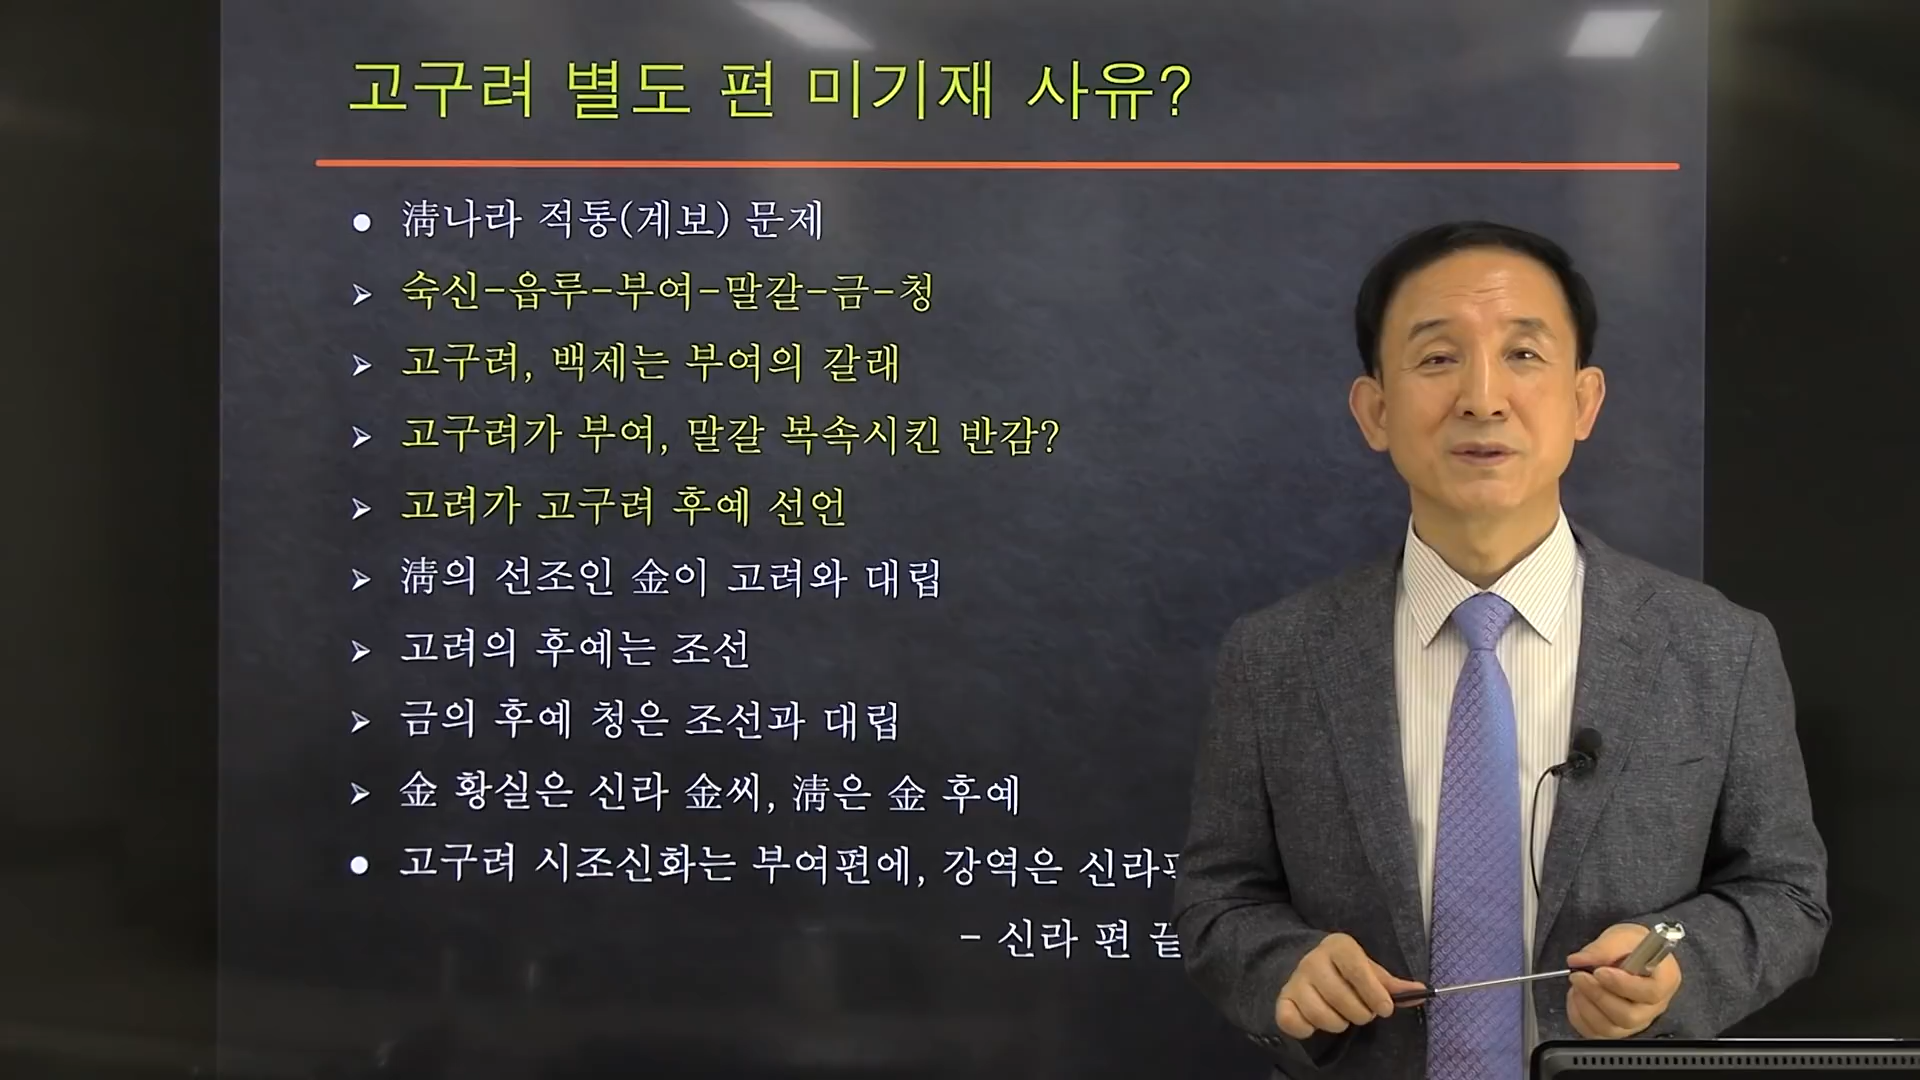 고구려 별도 편 미기재 사유?
● 淸나라 적통(계보) 문제
➢ 숙신-읍루-부여-말갈-금-청
➢ 고구려, 백제는 부여의 갈래
➢ 고구려가 부여, 말갈 복속시킨 반감?
➢ 고려가 고구려 후예 선언
➢ 淸의 선조인 金이 고려와 대립
➢ 고려의 후예는 조선
➢ 금의 후예 청은 조선과 대립
➢ 金 황실은 신라 金씨, 淸은 金 후예
● 고구려 시조신화는 부여편에, 강역은 신라
- 신라 편 끝